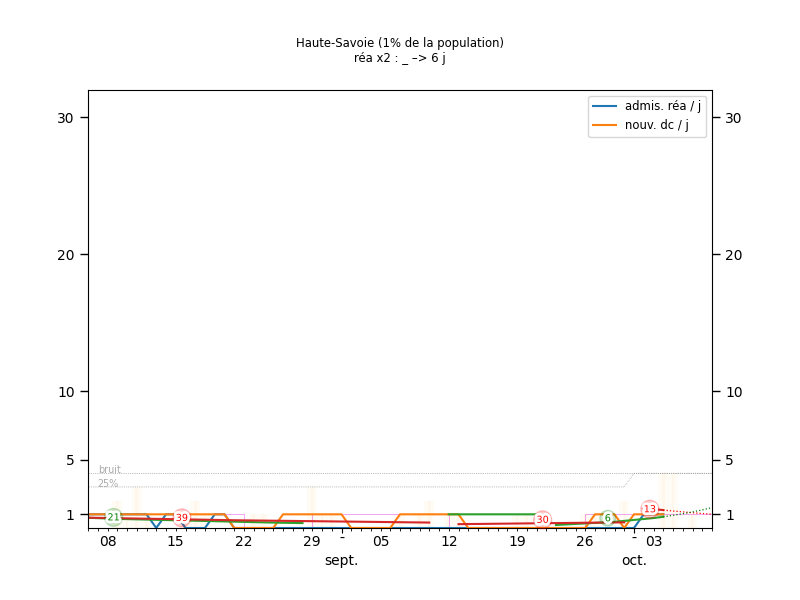 Haute-Savoie (1% de la population)
réa x2 : _ –> 6 j
admis. réa / j
nouv. dc / j
30 30
20 20
10 10
5 5
1 1
bruit
25%
21 39 30 6 13
08 15 22 29 - 05 12 19 26 - 03
sept. oct.